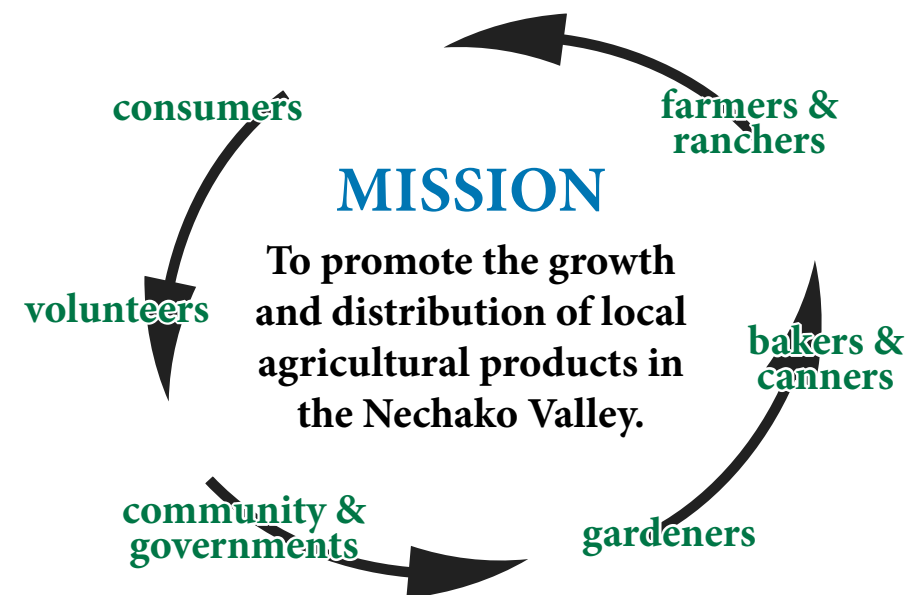 consumers
farmers &
ranchers
MISSION
To promote the growth
and distribution of local
agricultural products in
the Nechako Valley.
volunteers
bakers &
canners
community &
governments
gardeners